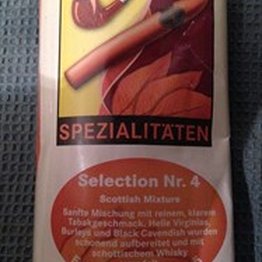 SPEZIALITÄTEN
Selection Nr. 4
Scottish Mixture
Sanfte Mischung mit reinem, klarem
Tabakgeschmack. Helle Virginias,
Burleys und Black Cavendish wurden
schonend aufbereitet und mit
schottischem Whisky